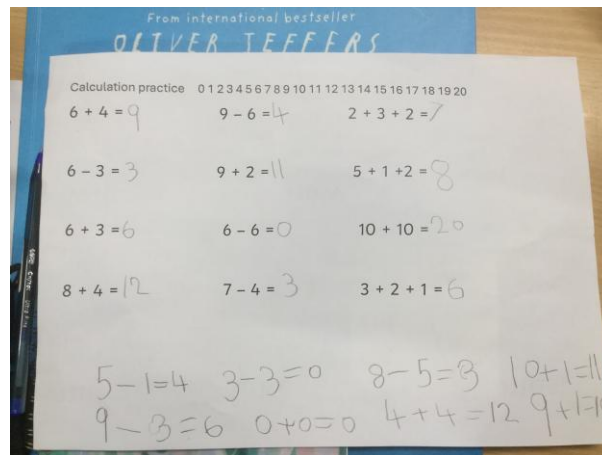 From international bestseller
OLIVER JEFFERS
Calculation practice 0 1 2 3 4 5 6 7 8 9 10 11 12 13 14 15 16 17 18 19 20
6 + 4 = 9 9 - 6 = 4 2 + 3 + 2 = 7
6 - 3 = 3 9 + 2 = 11 5 + 1 +2 = 8
6 + 3 = 6 6 - 6 = 0 10 + 10 = 20
8 + 4 = 12 7 - 4 = 3 3 + 2 + 1 = 6
5-1=4 3-3=0 8-5=3 10+1=11
9-3=6 0+0=0 4+4=12 9+1=